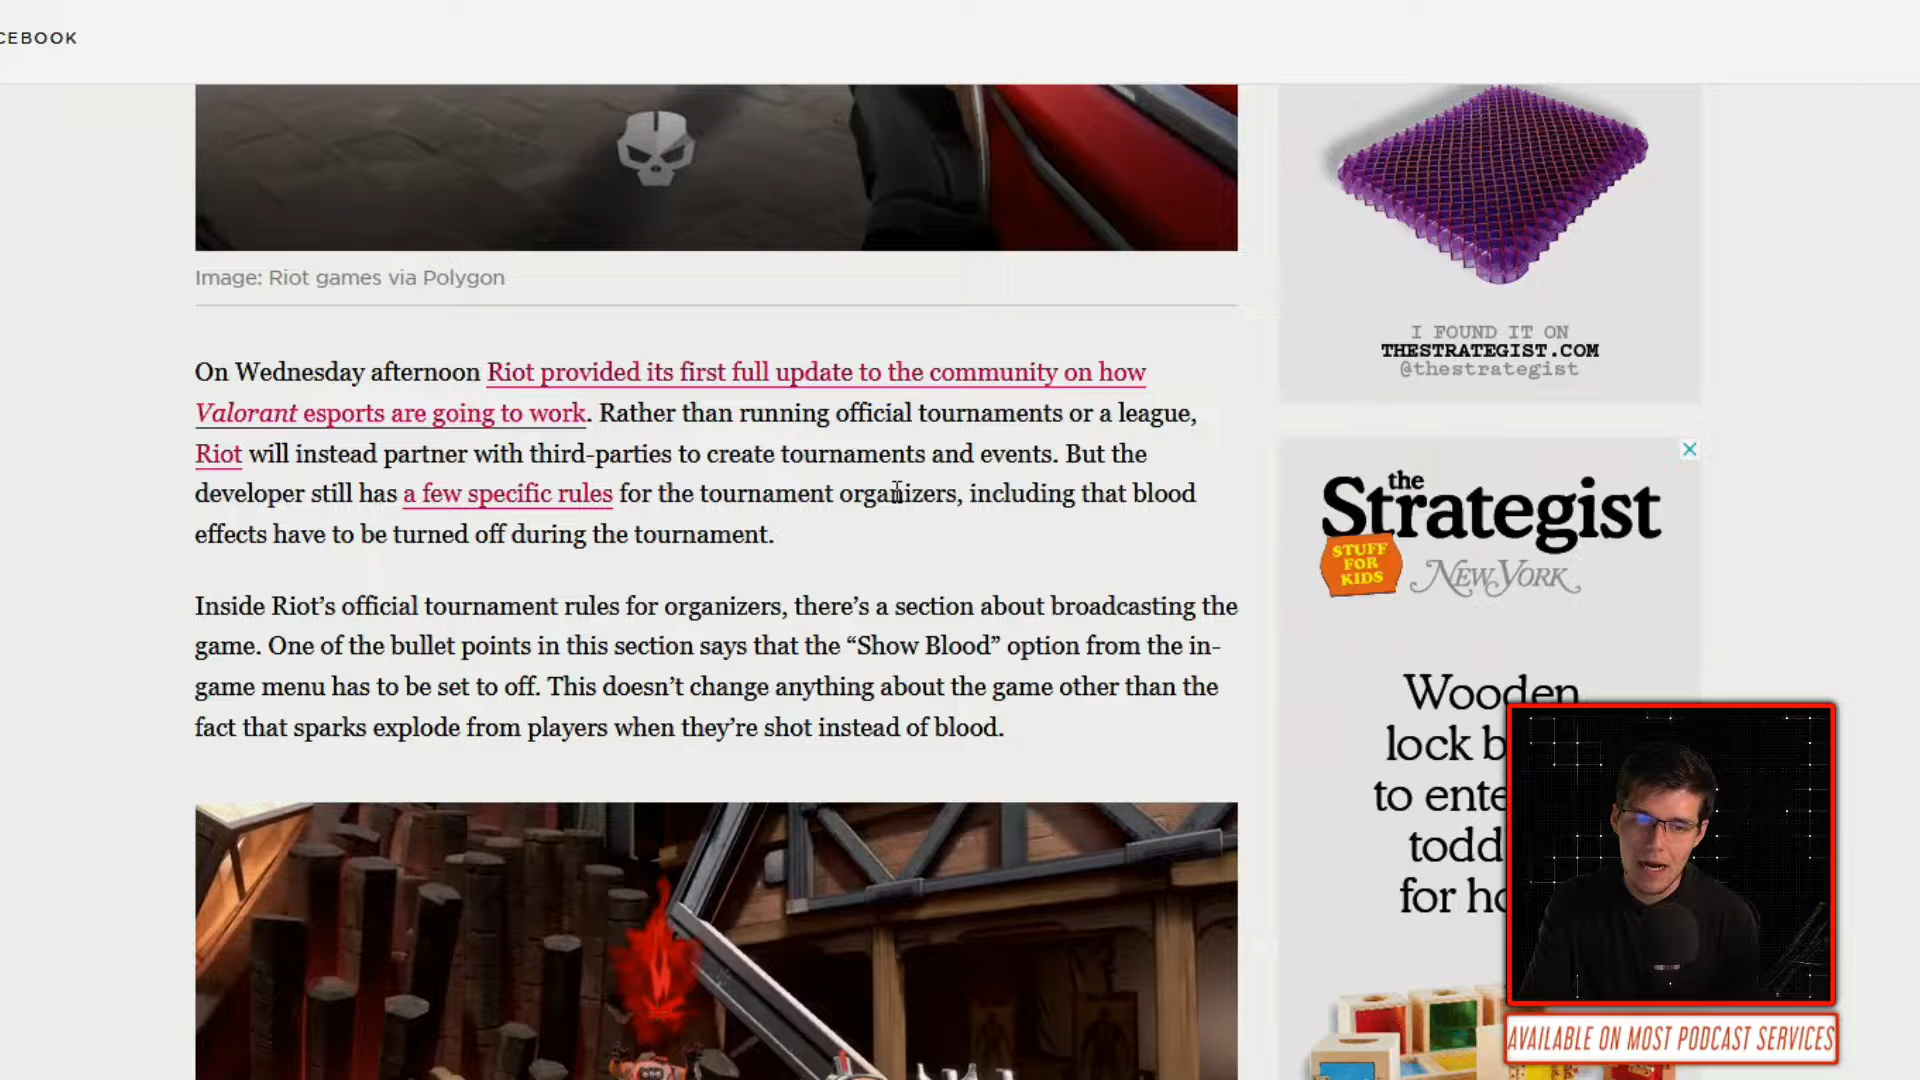 CEBOOK
Image: Riot games via Polygon
On Wednesday afternoon Riot provided its first full update to the community on how
Valorant esports are going to work. Rather than running official tournaments or a league,
Riot will instead partner with third-parties to create tournaments and events. But the
developer still has a few specific rules for the tournament organizers, including that blood
effects have to be turned off during the tournament.
Inside Riot’s official tournament rules for organizers, there’s a section about broadcasting the
game. One of the bullet points in this section says that the “Show Blood” option from the in-
game menu has to be set to off. This doesn’t change anything about the game other than the
fact that sparks explode from players when they’re shot instead of blood.
I FOUND IT ON
THESTRATEGIST.COM
@thestrategist
the
Strategist
STUFF
FOR
KIDS
NEW YORK
Wooden
lock b
to ente
todd
for ho
AVAILABLE ON MOST PODCAST SERVICES